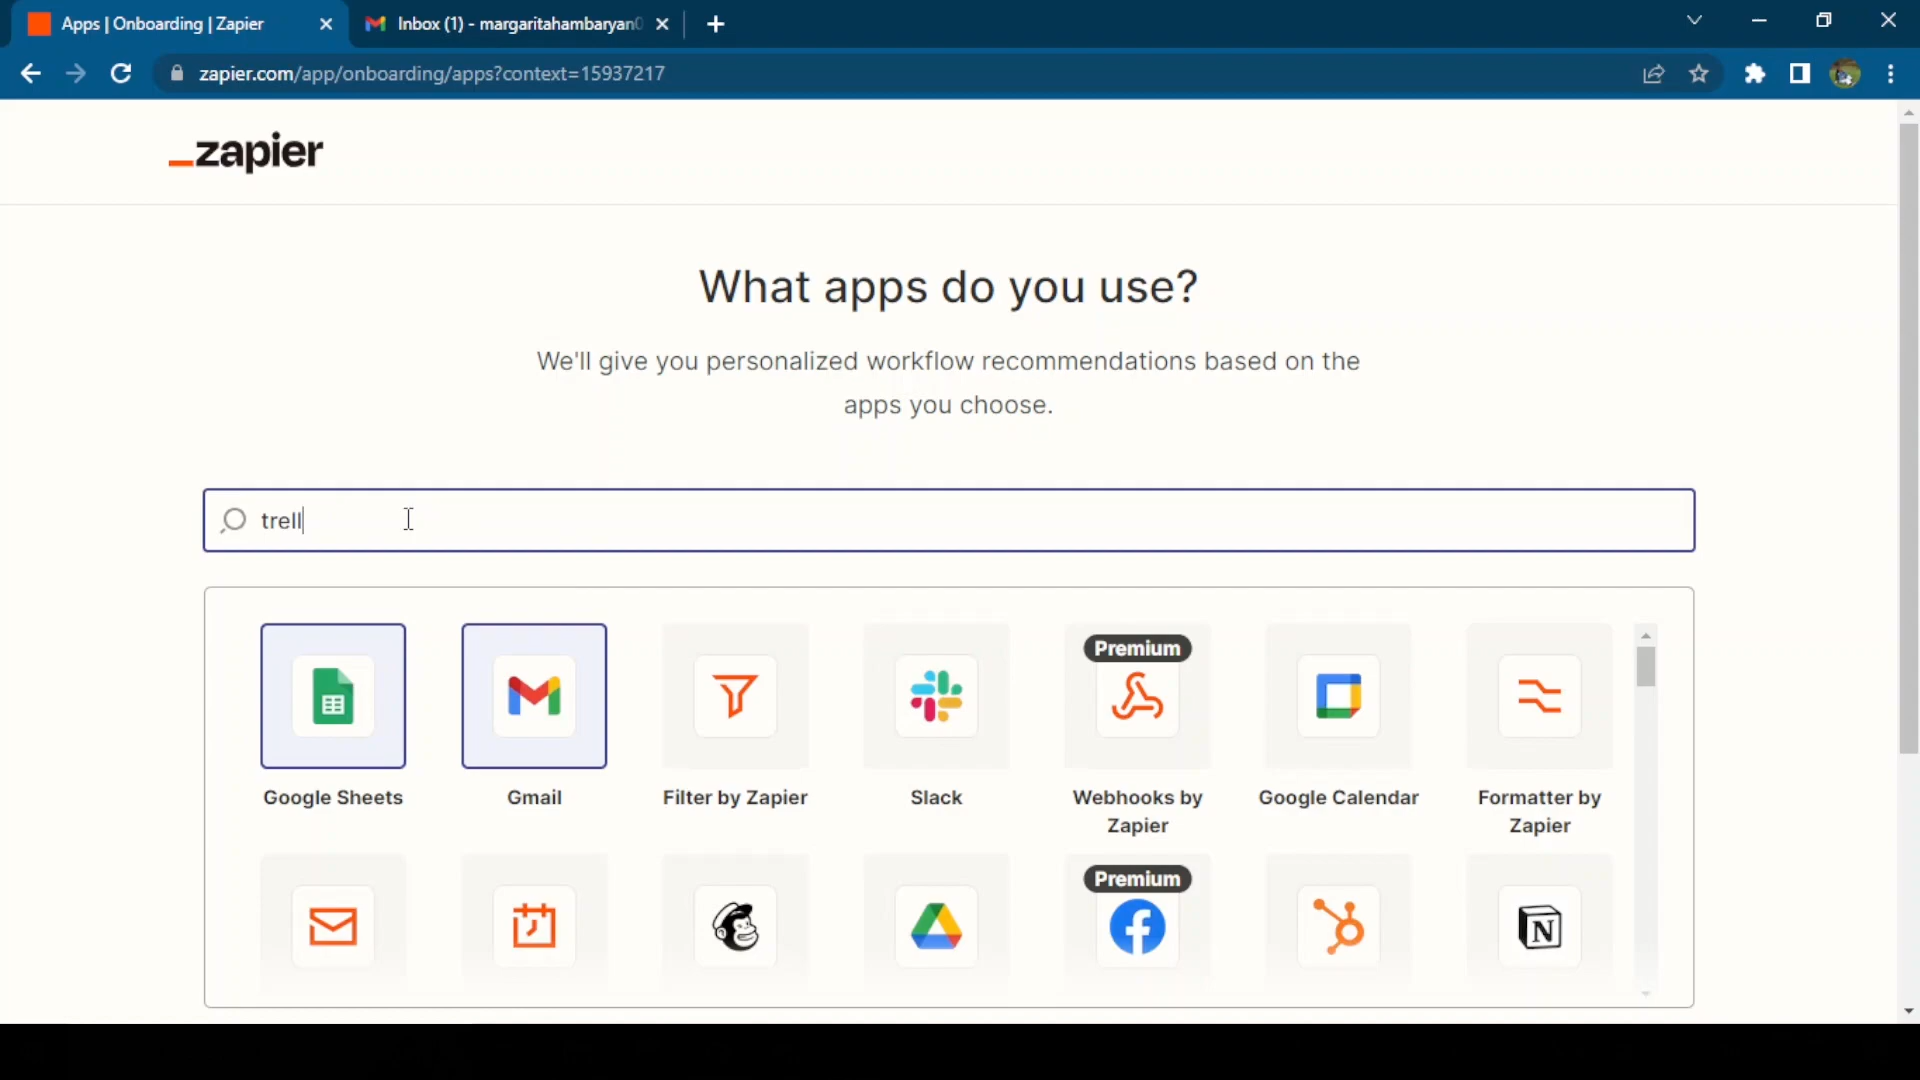 Apps | Onboarding | Zapier
Inbox (1) - margaritahambaryan
zapier.com/app/onboarding/apps?context=15937217
zapier
What apps do you use?
We'll give you personalized workflow recommendations based on the
apps you choose.
trell
Premium
Google Sheets
Gmail
Filter by Zapier
Slack
Webhooks by
Zapier
Google Calendar
Formatter by
Zapier
Premium